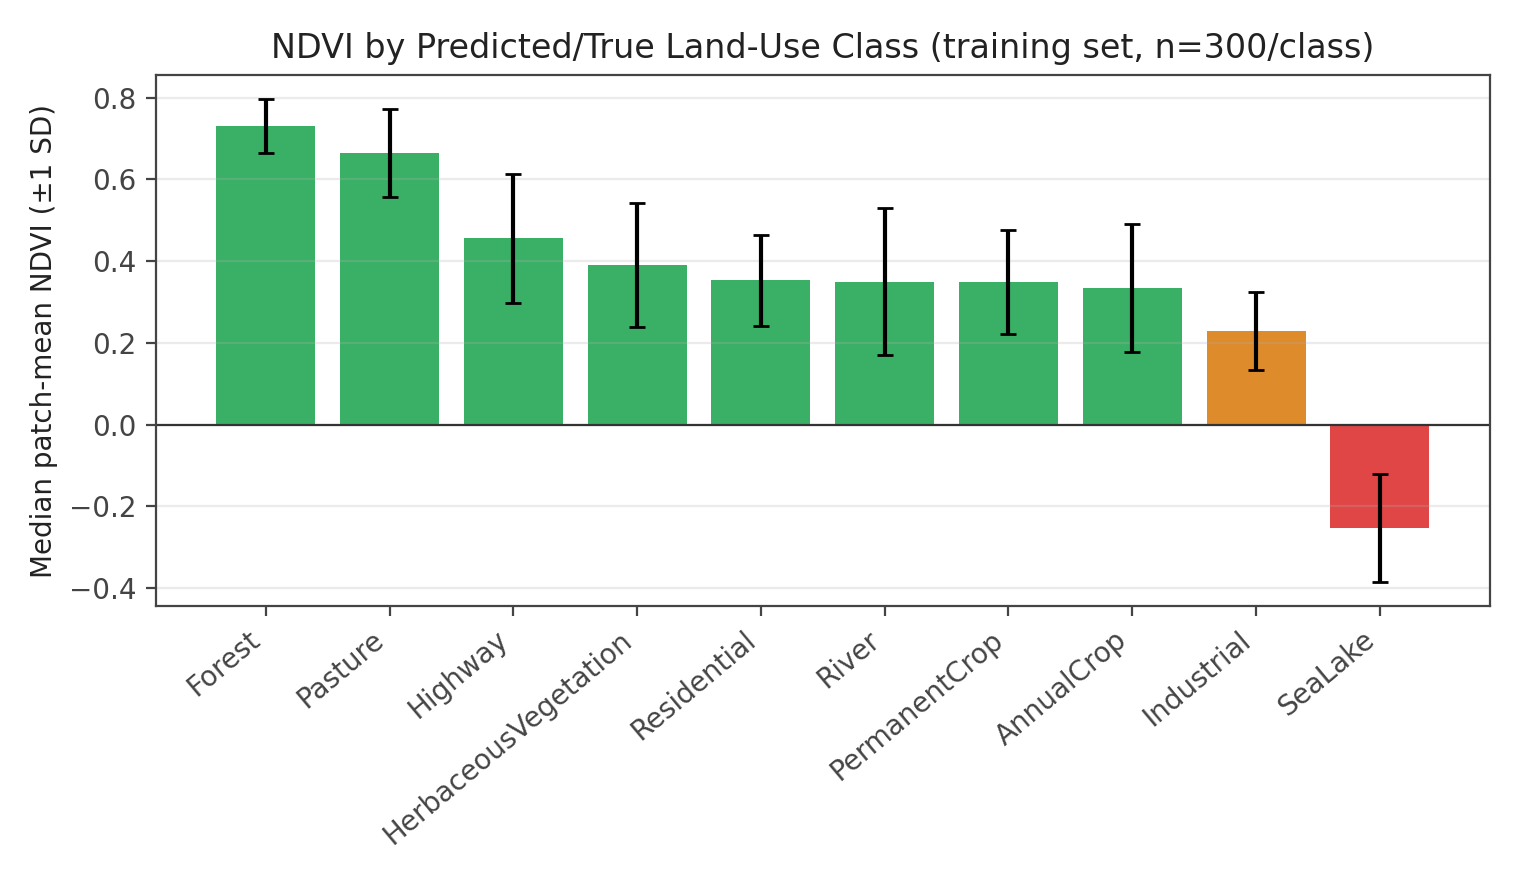 NDVI by Predicted/True Land-Use Class (training set, n=300/class)
Median patch-mean NDVI (±1 SD)
0.8
0.6
0.4
0.2
0.0
−0.2
−0.4
Forest
Pasture
Highway
HerbaceousVegetation
Residential
River
PermanentCrop
AnnualCrop
Industrial
SeaLake